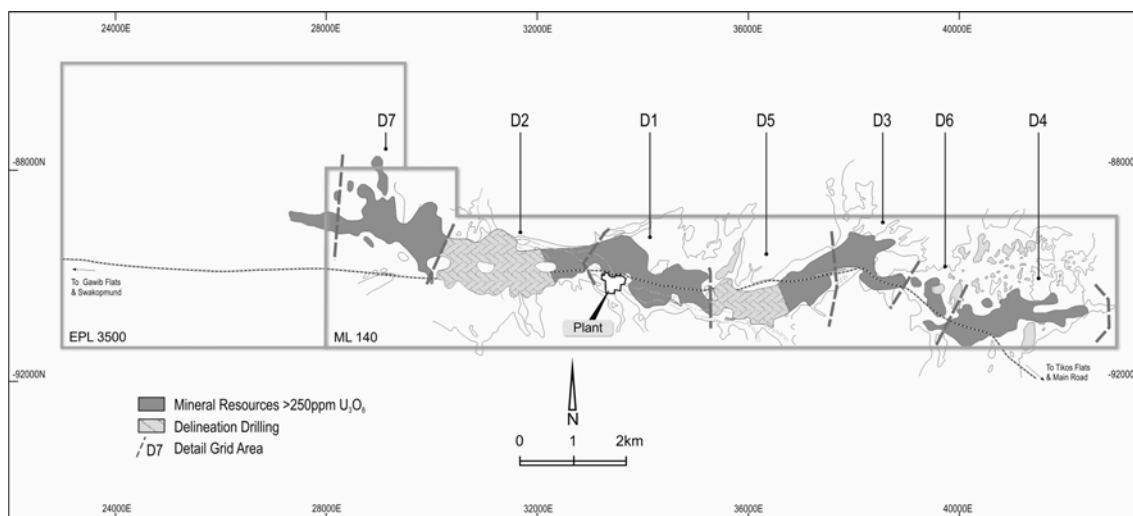 24000E 28000E 32000E 36000E 40000E
D7 D2 D1 D5 D3 D6 D4
-88000N -88000N
To Gawib Flats
& Swakopmund
EPL 3500 ML 140
Plant
To Tikos Flats
& Main Road
-92000N -92000N
Mineral Resources >250ppm U₃O₈
Delineation Drilling
D7 Detail Grid Area
N
0 1 2km
24000E 28000E 32000E 36000E 40000E